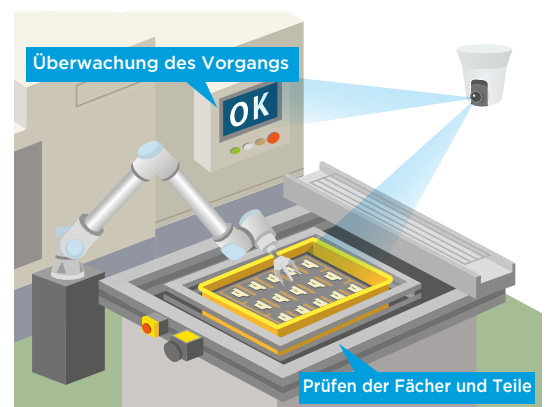 Überwachung des Vorgangs
OK
Prüfen der Fächer und Teile